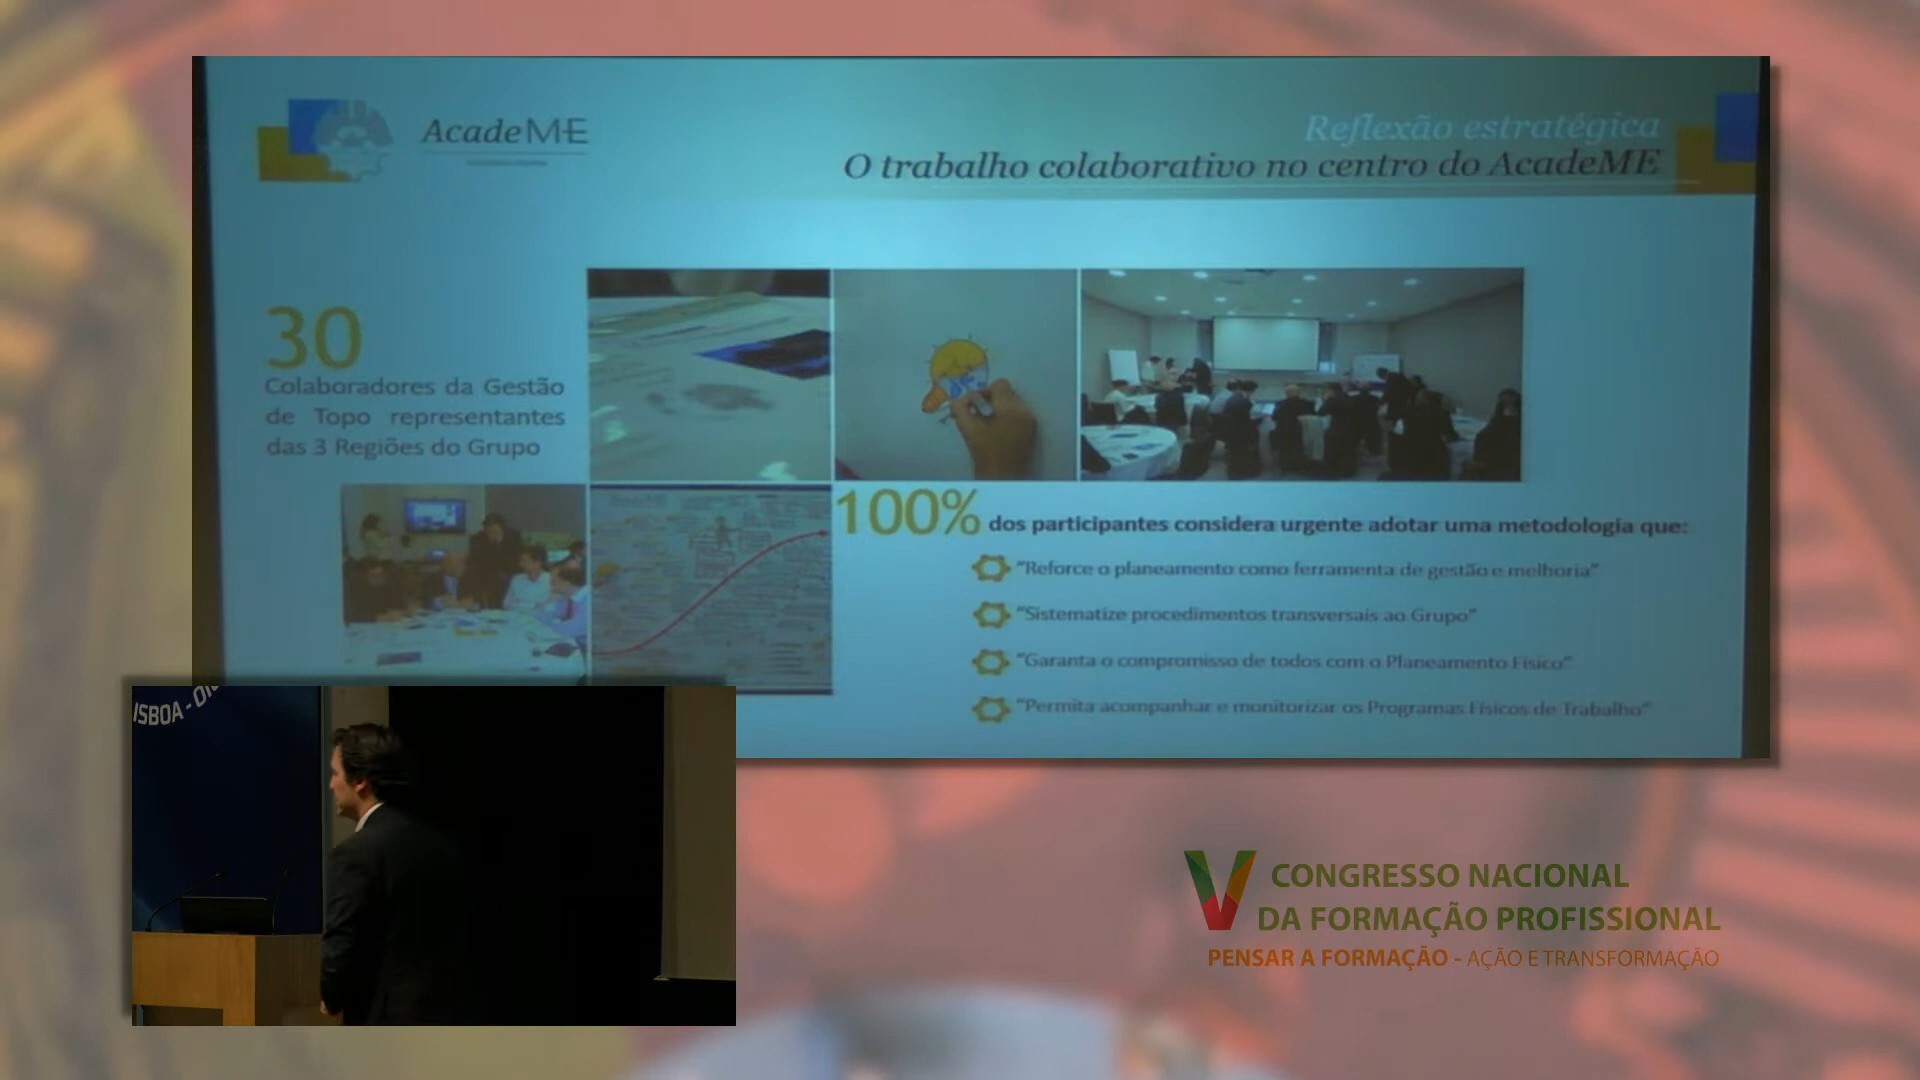 AcadeME
Reflexão estratégica
O trabalho colaborativo no centro do AcadeME
30
Colaboradores da Gestão
de Topo representantes
das 3 Regiões do Grupo
100% dos participantes considera urgente adotar uma metodologia que:
"Reforce o planeamento como ferramenta de gestão e melhoria"
"Sistematize procedimentos transversais ao Grupo"
"Garanta o compromisso de todos com o Planeamento Físico"
"Permita acompanhar e monitorizar os Programas Físicos de Trabalho"
ISBOA -
V CONGRESSO NACIONAL
DA FORMAÇÃO PROFISSIONAL
PENSAR A FORMAÇÃO - AÇÃO E TRANSFORMAÇÃO